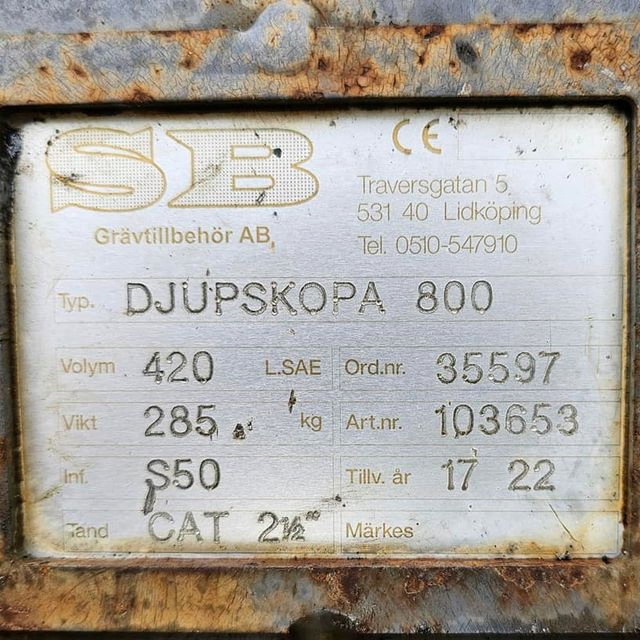 SB
CE
Grävtillbehör AB
Traversgatan 5
531 40 Lidköping
Tel. 0510-547910
Typ. DJUPSKOPA 800
Volym 420 L.SAE Ord.nr. 35597
Vikt 285 kg Art.nr. 103653
Inf. S50 Tillv. år 17 22
Tand CAT 2½" Märkes